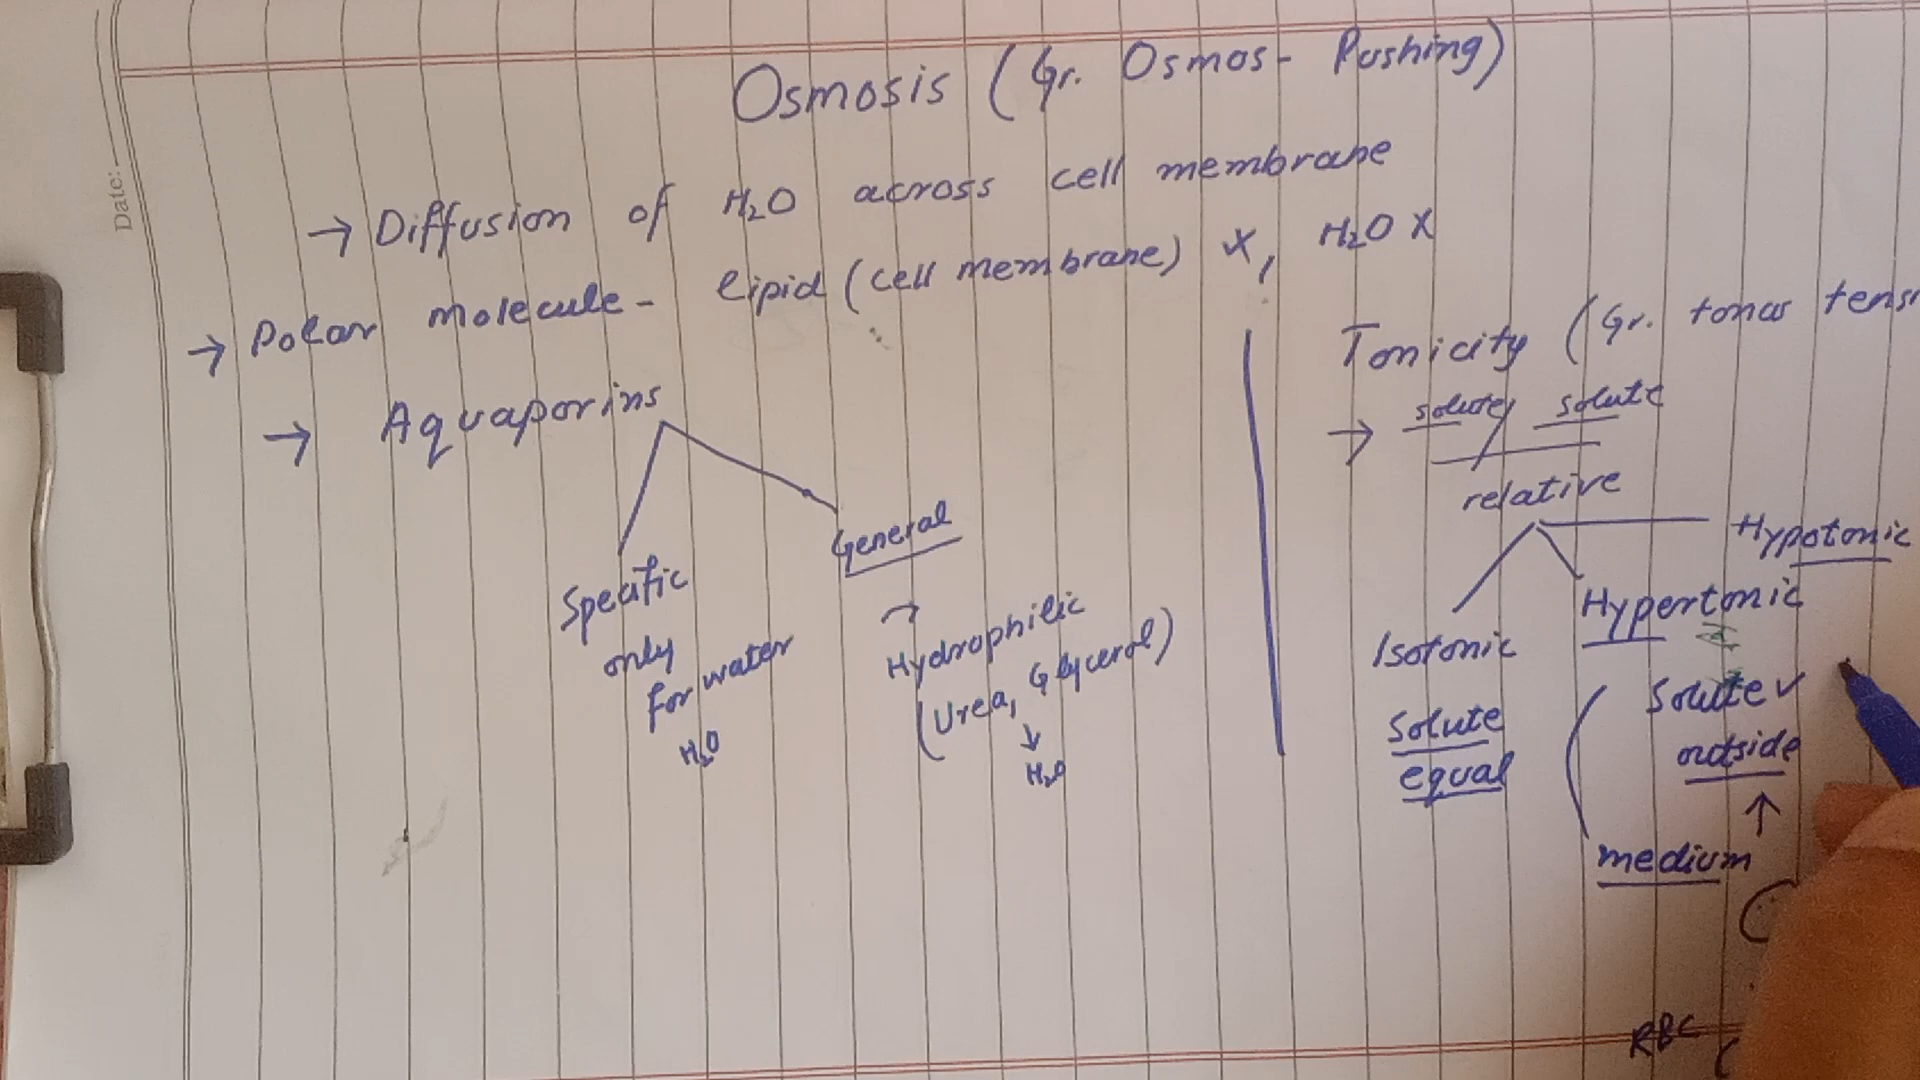 Date:
Osmosis (Gr. Osmos- Pushing)
→ Diffusion of H2O across cell membrane
→ Polar molecule - lipid (cell membrane) X, H2O X
→ Aquaporins
Specific
only
for water
H2O
General
Hydrophilic
(Urea, Glycerol)
↓
H2O
Tonicity (Gr. tonos tensi
→ solute/ solute
relative
Isotonic
Solute
equal
Hypertonic
Solute ✓
outside
↑
medium
Hypotonic
RBC